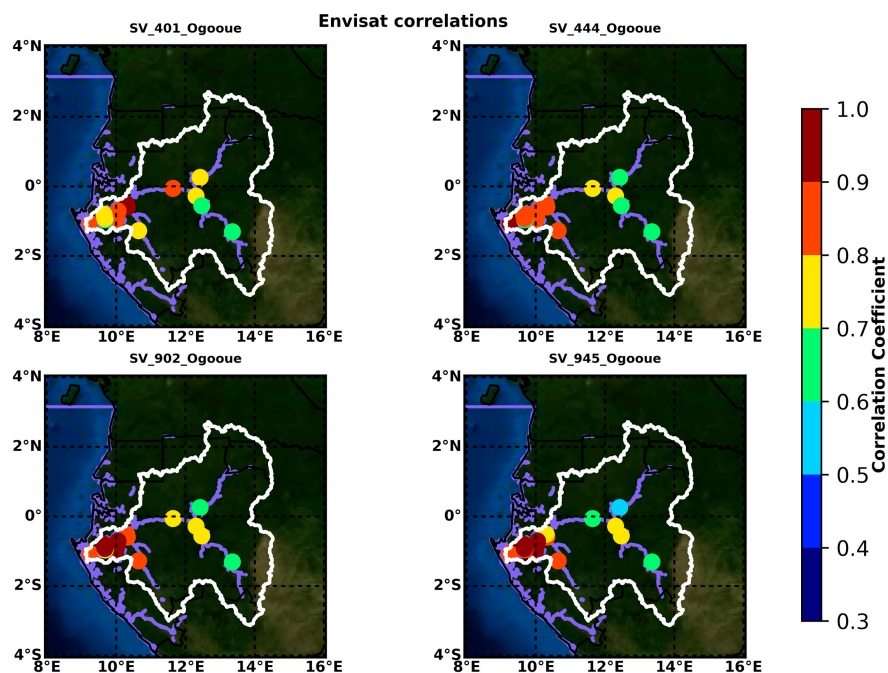 Envisat correlations
SV_401_Ogooue
SV_444_Ogooue
4°N
2°N
0°
2°S
4°S
8°E 10°E 12°E 14°E 16°E
4°N
2°N
0°
2°S
4°S
8°E 10°E 12°E 14°E 16°E
SV_902_Ogooue
SV_945_Ogooue
4°N
2°N
0°
2°S
4°S
8°E 10°E 12°E 14°E 16°E
4°N
2°N
0°
2°S
4°S
8°E 10°E 12°E 14°E 16°E
1.0
0.9
0.8
0.7
0.6
0.5
0.4
0.3
Correlation Coefficient